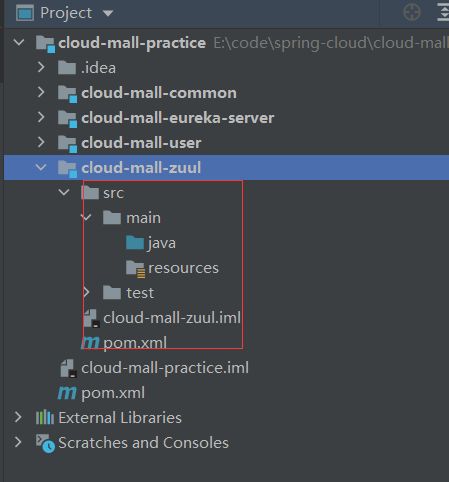 Project
cloud-mall-practice E:\code\spring-cloud\cloud-mall
.idea
cloud-mall-common
cloud-mall-eureka-server
cloud-mall-user
cloud-mall-zuul
src
main
java
resources
test
cloud-mall-zuul.iml
pom.xml
cloud-mall-practice.iml
pom.xml
External Libraries
Scratches and Consoles